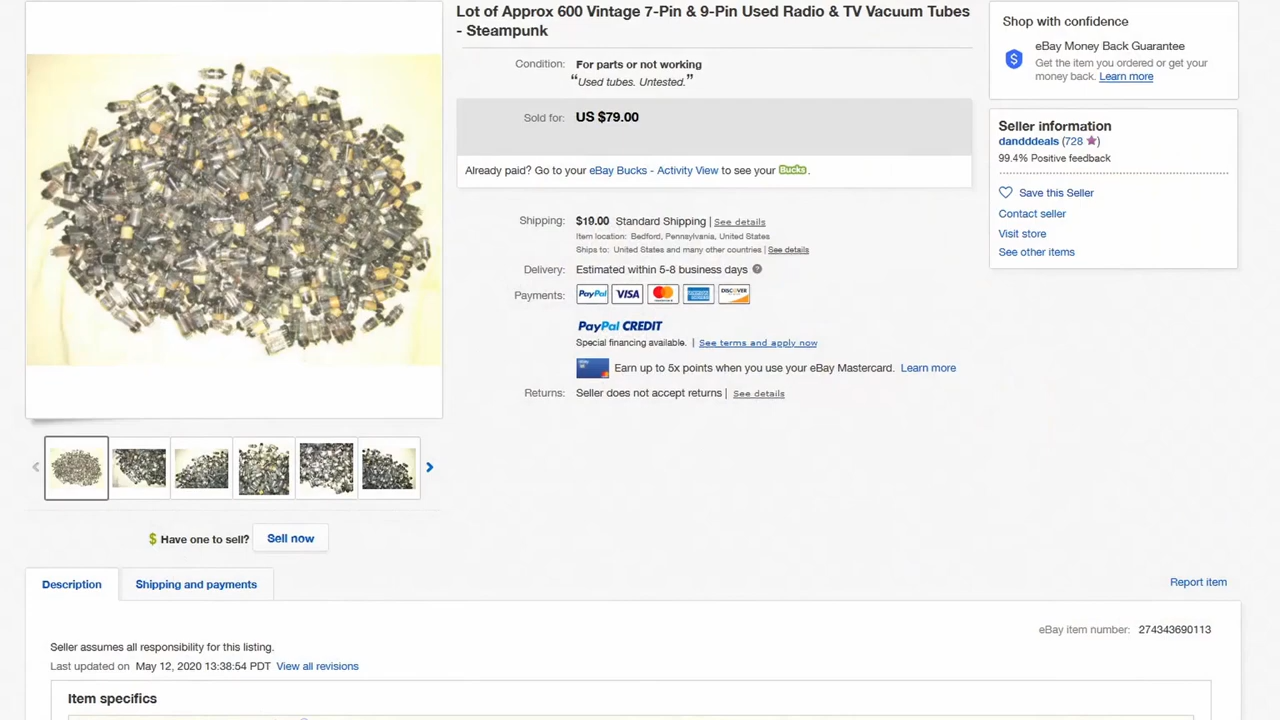 Lot of Approx 600 Vintage 7-Pin & 9-Pin Used Radio & TV Vacuum Tubes
- Steampunk
Condition: For parts or not working
“Used tubes. Untested.”
Sold for: US $79.00
Already paid? Go to your eBay Bucks - Activity View to see your Bucks.
Shipping: $19.00 Standard Shipping | See details
Item location: Bedford, Pennsylvania, United States
Ships to: United States and many other countries | See details
Delivery: Estimated within 5-8 business days
Payments: PayPal VISA DISCOVER
PayPal CREDIT
Special financing available. | See terms and apply now
Earn up to 5x points when you use your eBay Mastercard. Learn more
Returns: Seller does not accept returns | See details
Shop with confidence
eBay Money Back Guarantee
Get the item you ordered or get your
money back. Learn more
Seller information
dandddeals (728)
99.4% Positive feedback
Save this Seller
Contact seller
Visit store
See other items
$ Have one to sell? Sell now
Description Shipping and payments
Report item
eBay item number: 274343690113
Seller assumes all responsibility for this listing.
Last updated on May 12, 2020 13:38:54 PDT View all revisions
Item specifics